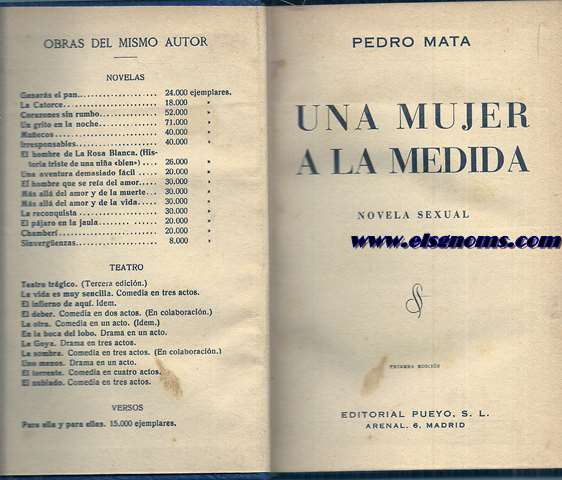 OBRAS DEL MISMO AUTOR
NOVELAS
Ganarás el pan.................... 24.000 ejemplares.
La Catorce.......................... 18.000 "
Corazones sin rumbo............ 52.000 "
Un grito en la noche............. 71.000 "
Muñecos............................. 40.000 "
Irresponsables..................... 40.000 "
El hombre de La Rosa Blanca. (His-
toria triste de una niña «bien»)... 26.000 "
Una aventura demasiado fácil..... 20.000 "
El hombre que se reía del amor... 30.000 "
Más allá del amor y de la muerte... 30.000 "
Más allá del amor y de la vida..... 30.000 "
La reconquista..................... 30.000 "
El pájaro en la jaula.............. 20.000 "
Chamberí............................ 20.000 "
Sinvergüenzas...................... 8.000 "
TEATRO
Teatro trágico. (Tercera edición.)
La vida es muy sencilla. Comedia en tres actos.
El infierno de aquí. Idem.
El deber. Comedia en dos actos. (En colaboración.)
La otra. Comedia en un acto. (Idem.)
En la boca del lobo. Drama en un acto.
La Goya. Drama en tres actos.
La sombra. Comedia en tres actos. (En colaboración.)
Uno menos. Drama en un acto.
El torrente. Comedia en cuatro actos.
El nublado. Comedia en tres actos.
VERSOS
Para ella y para ellas. 15.000 ejemplares.
PEDRO MATA
UNA MUJER
A LA MEDIDA
NOVELA SEXUAL
www.elsgnoms.com
PRIMERA EDICIÓN
EDITORIAL PUEYO, S. L.
ARENAL, 6, MADRID